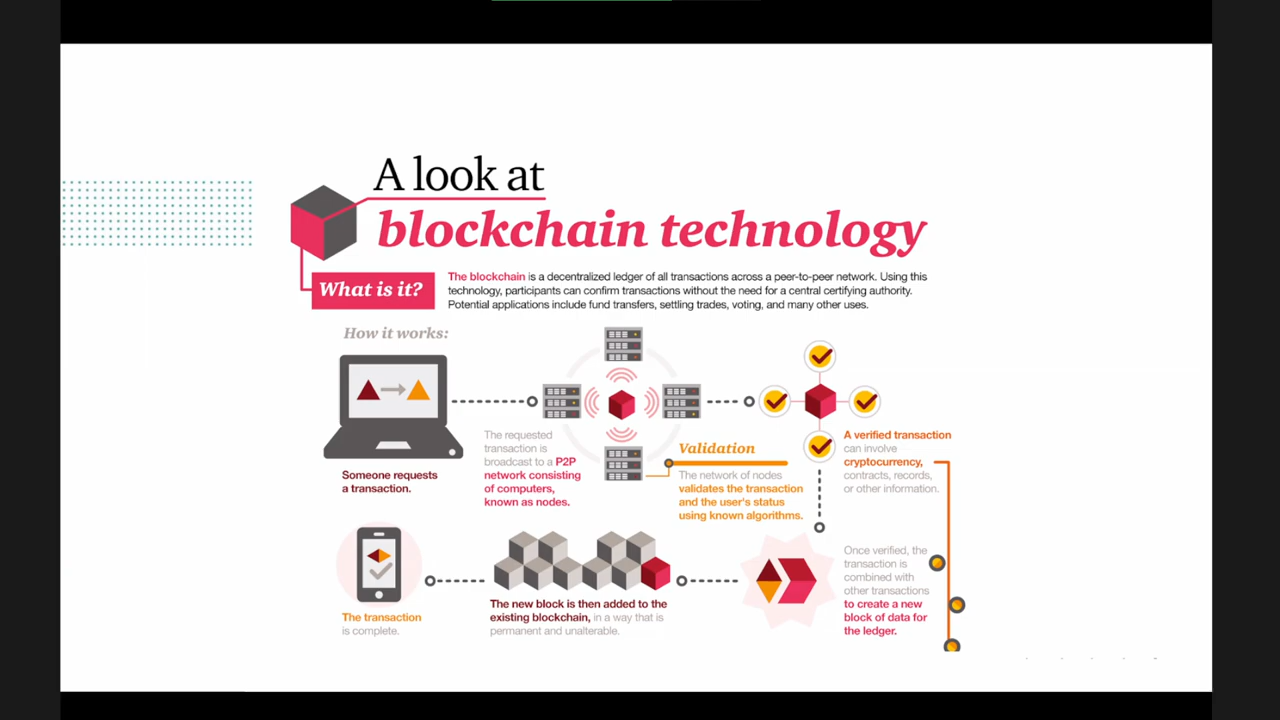 A look at
blockchain technology
What is it?
The blockchain is a decentralized ledger of all transactions across a peer-to-peer network. Using this
technology, participants can confirm transactions without the need for a central certifying authority.
Potential applications include fund transfers, settling trades, voting, and many other uses.
How it works:
Someone requests
a transaction.
The requested
transaction is
broadcast to a P2P
network consisting
of computers,
known as nodes.
Validation
The network of nodes
validates the transaction
and the user's status
using known algorithms.
A verified transaction
can involve
cryptocurrency,
contracts, records,
or other information.
Once verified, the
transaction is
combined with
other transactions
to create a new
block of data for
the ledger.
The new block is then added to the
existing blockchain, in a way that is
permanent and unalterable.
The transaction
is complete.